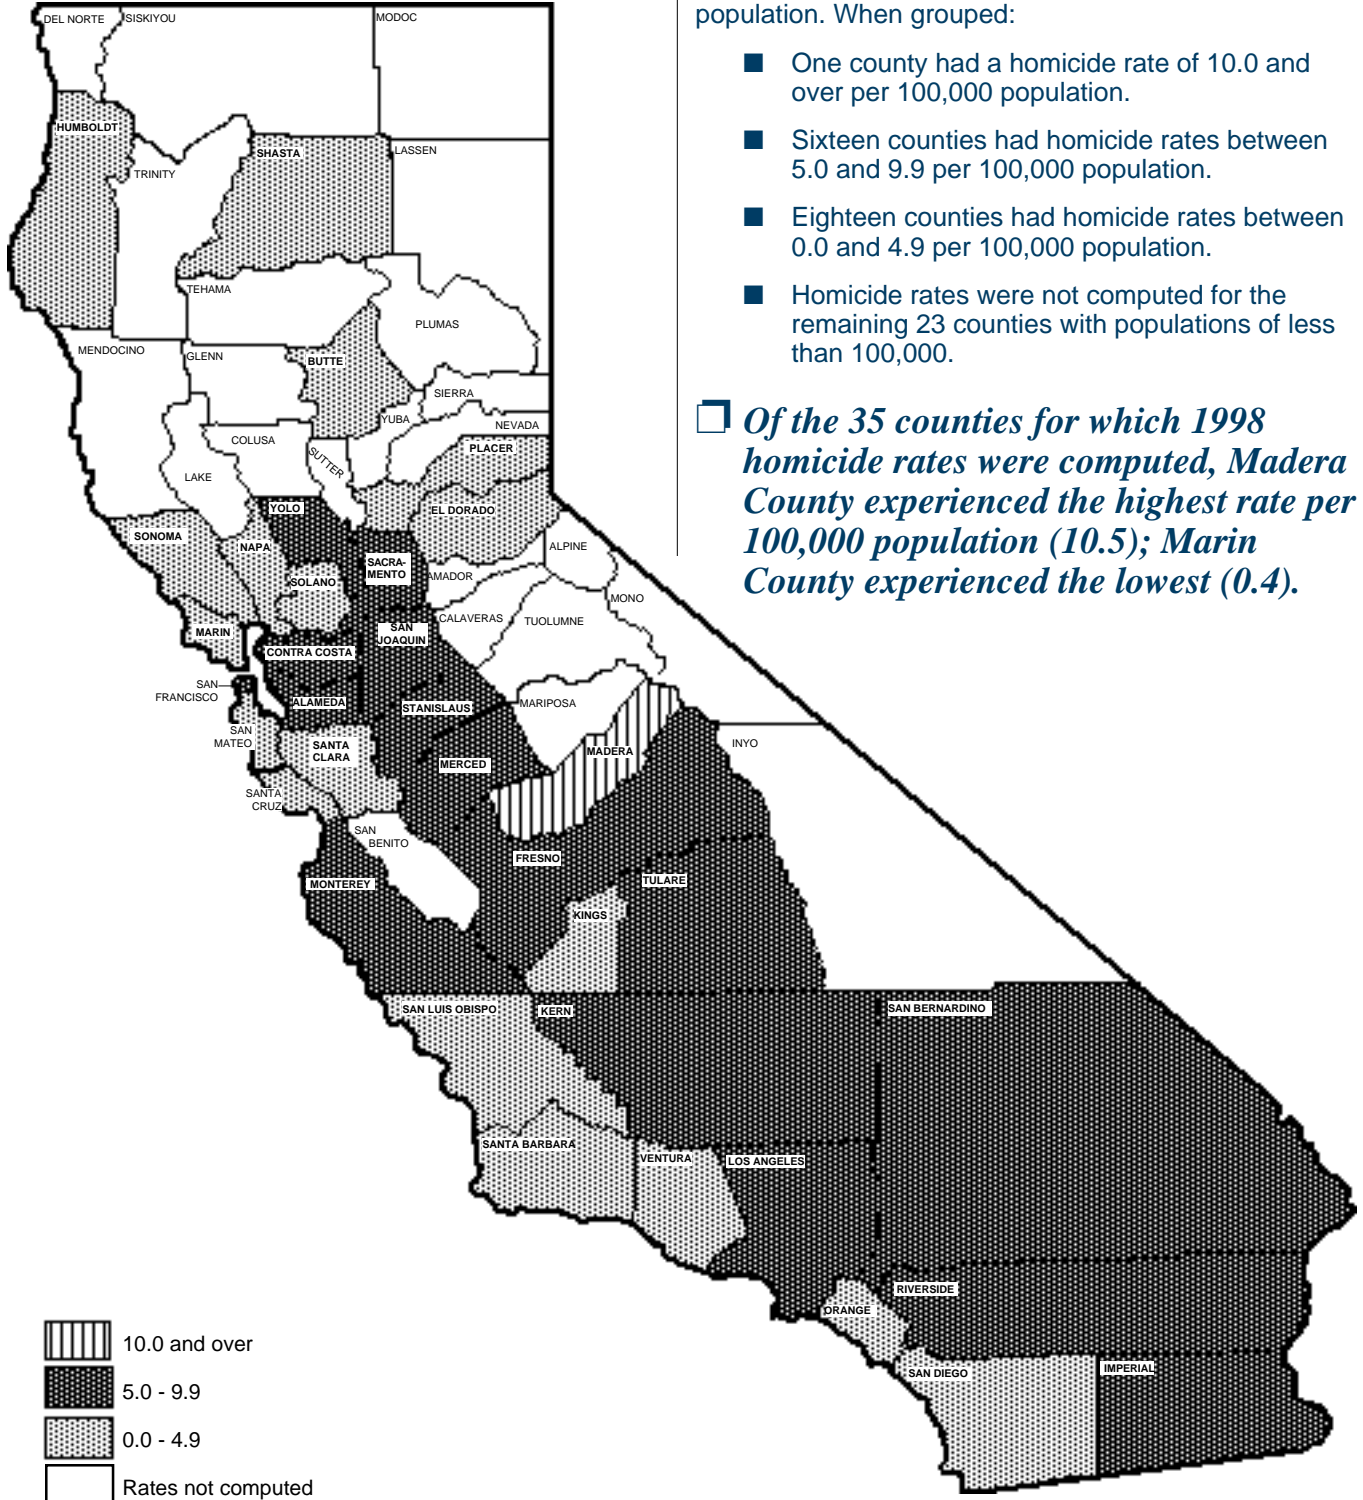 population. When grouped:
■ One county had a homicide rate of 10.0 and
over per 100,000 population.
■ Sixteen counties had homicide rates between
5.0 and 9.9 per 100,000 population.
■ Eighteen counties had homicide rates between
0.0 and 4.9 per 100,000 population.
■ Homicide rates were not computed for the
remaining 23 counties with populations of less
than 100,000.
❐ Of the 35 counties for which 1998
homicide rates were computed, Madera
County experienced the highest rate per
100,000 population (10.5); Marin
County experienced the lowest (0.4).
DEL NORTE
SISKIYOU
MODOC
HUMBOLDT
TRINITY
SHASTA
LASSEN
TEHAMA
PLUMAS
MENDOCINO
GLENN
BUTTE
SIERRA
YUBA
NEVADA
COLUSA
SUTTER
PLACER
LAKE
YOLO
EL DORADO
SONOMA
NAPA
SACRA-
MENTO
ALPINE
SOLANO
AMADOR
MONO
MARIN
CALAVERAS
TUOLUMNE
SAN
JOAQUIN
CONTRA COSTA
SAN
FRANCISCO
ALAMEDA
STANISLAUS
MARIPOSA
SAN
MATEO
SANTA
CLARA
MERCED
MADERA
INYO
SANTA
CRUZ
SAN
BENITO
FRESNO
TULARE
MONTEREY
KINGS
SAN LUIS OBISPO
KERN
SAN BERNARDINO
SANTA BARBARA
VENTURA
LOS ANGELES
RIVERSIDE
ORANGE
SAN DIEGO
IMPERIAL
10.0 and over
5.0 - 9.9
0.0 - 4.9
Rates not computed